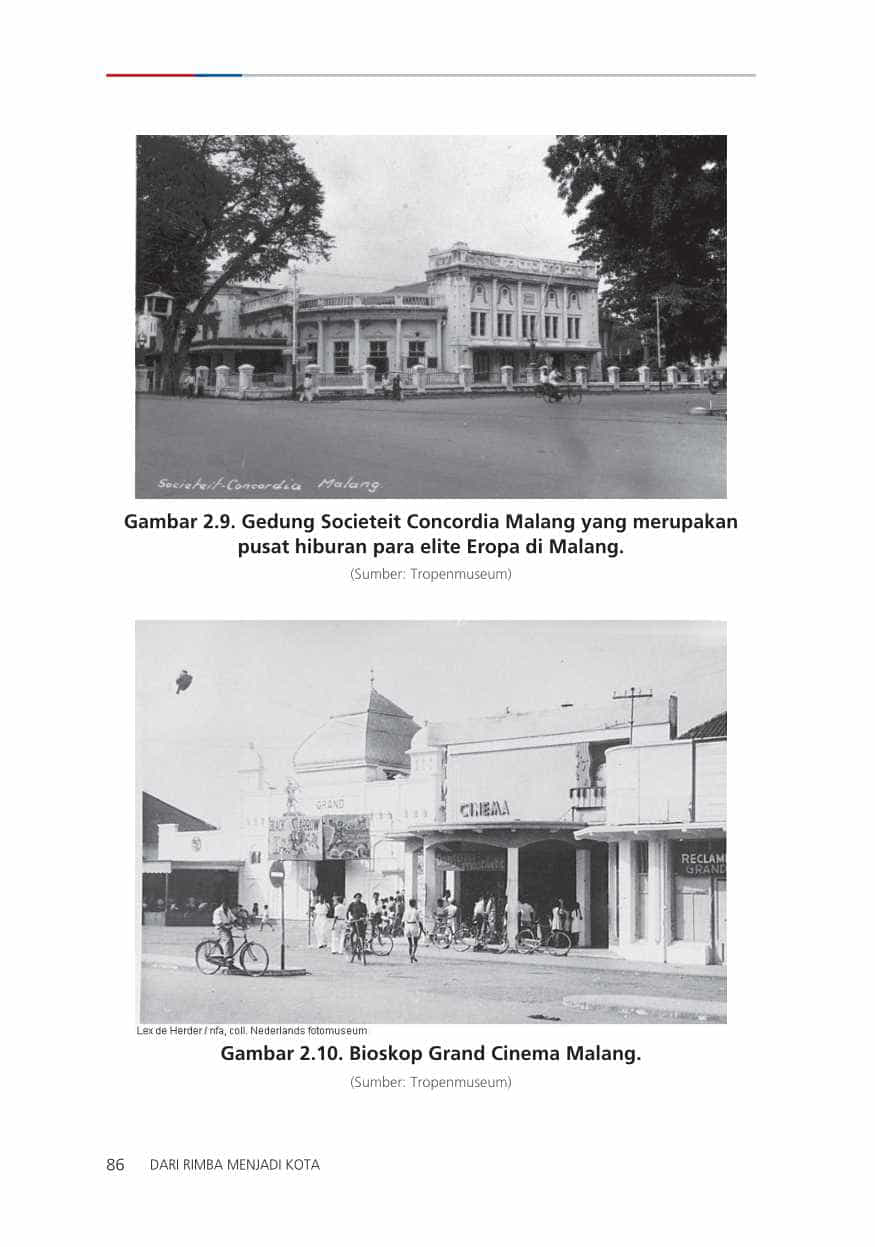 Societeit-Concordia Malang
Gambar 2.9. Gedung Societeit Concordia Malang yang merupakan
pusat hiburan para elite Eropa di Malang.
(Sumber: Tropenmuseum)
GRAND
CINEMA
RECLAME
GRAND
Lex de Herder / nfa, coll. Nederlands fotomuseum
Gambar 2.10. Bioskop Grand Cinema Malang.
(Sumber: Tropenmuseum)
86 DARI RIMBA MENJADI KOTA